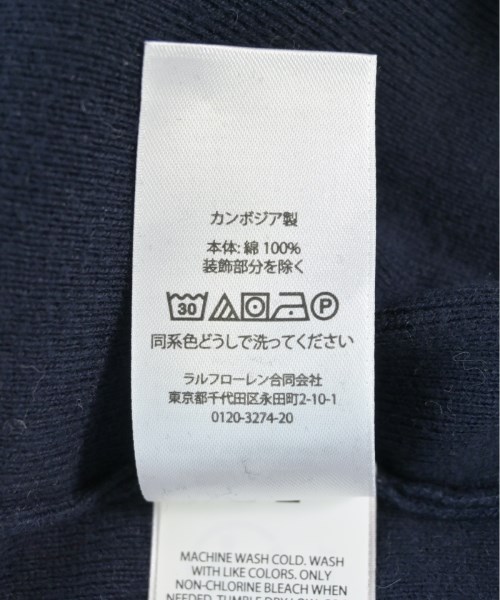 カンボジア製
本体: 綿 100%
装飾部分を除く
30 P
同系色どうしで洗ってください
ラルフローレン合同会社
東京都千代田区永田町2-10-1
0120-3274-20
MACHINE WASH COLD. WASH
WITH LIKE COLORS. ONLY
NON-CHLORINE BLEACH WHEN
NEEDED. TUMBLE DRY